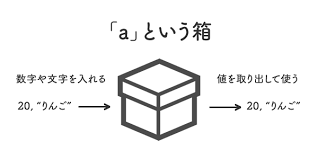 「a」という箱
数字や文字を入れる
値を取り出して使う
20, “りんご”
20, “りんご”